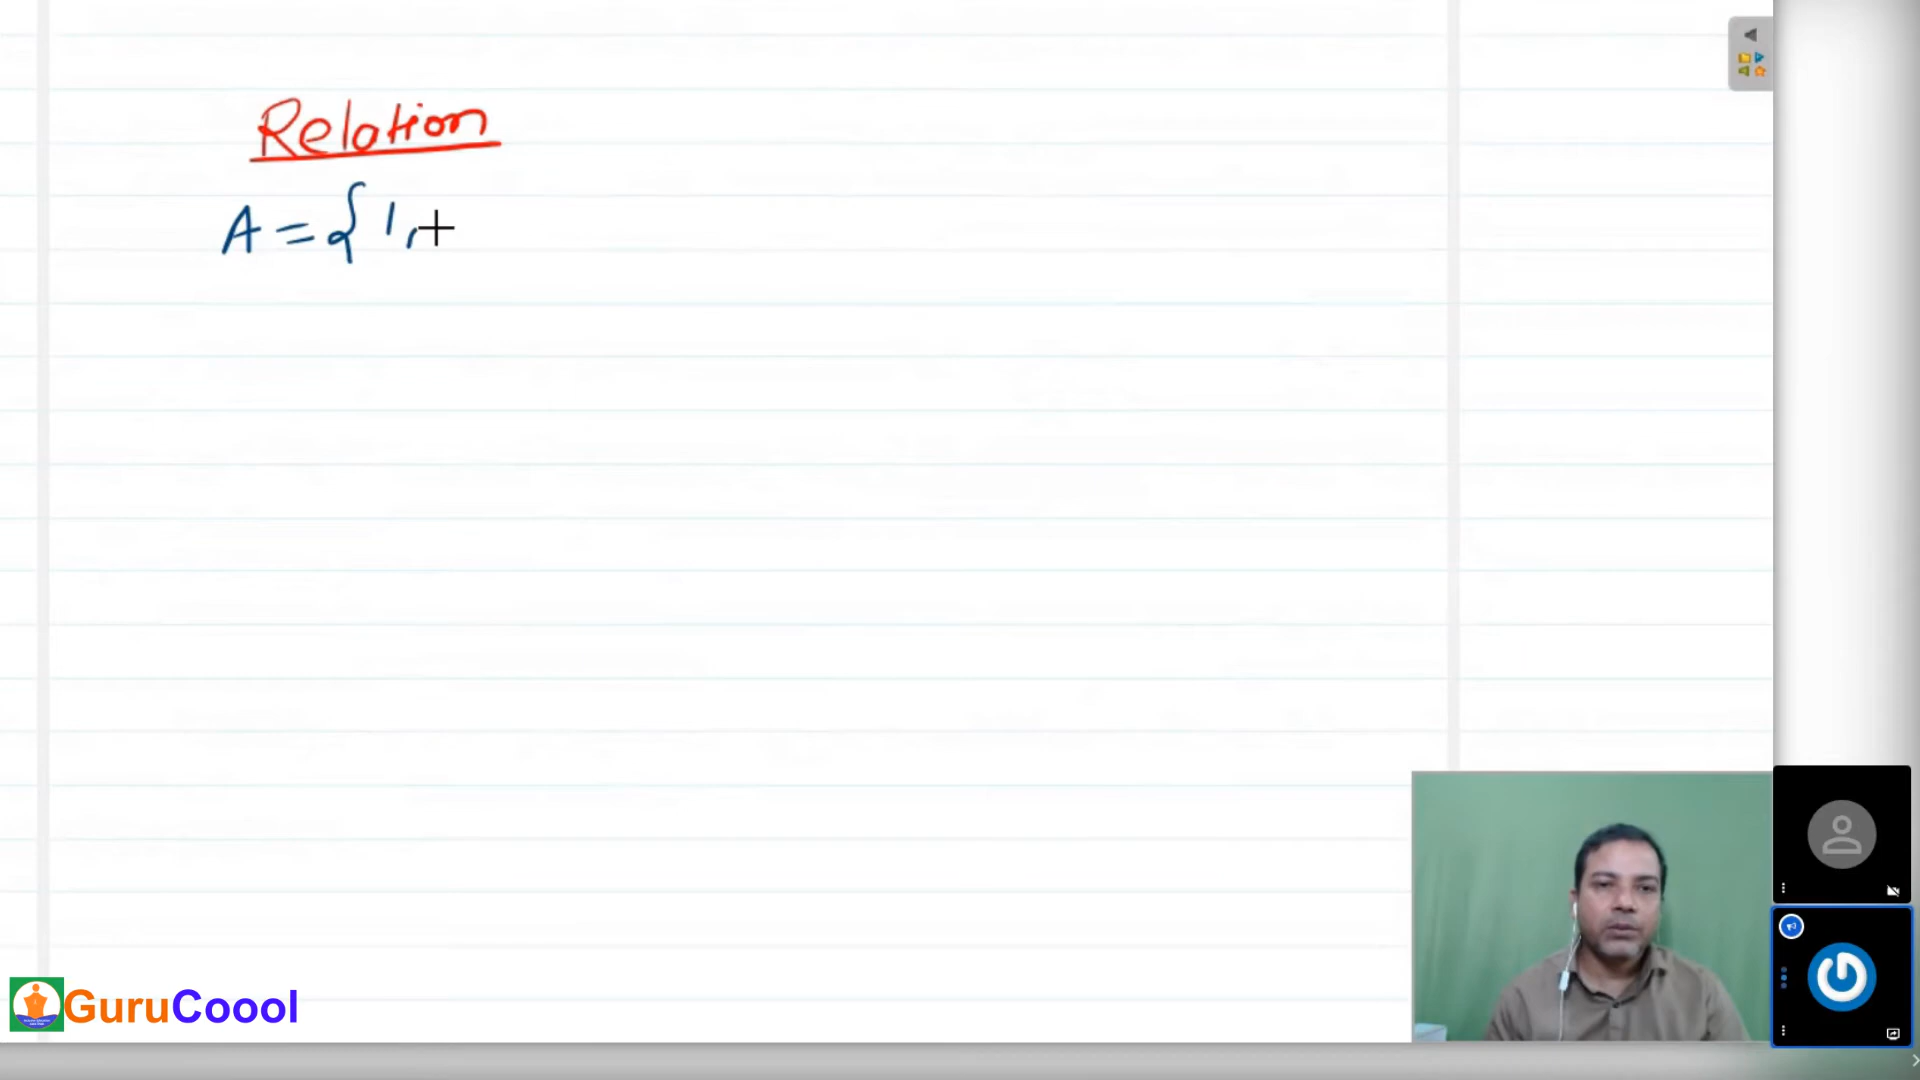 Relation
A = { 1,
GuruCoool